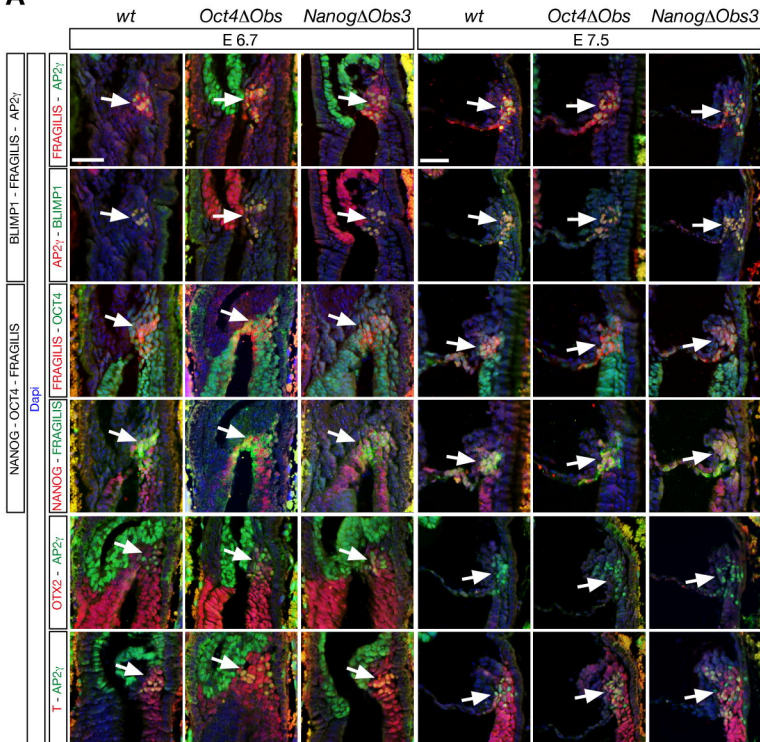 A
wt Oct4ΔObs NanogΔObs3 wt Oct4ΔObs NanogΔObs3
E 6.7 E 7.5
BLIMP1 - FRAGILIS - AP2γ
NANOG - OCT4 - FRAGILIS
Dapi
FRAGILIS - AP2γ
AP2γ - BLIMP1
FRAGILIS - OCT4
NANOG - FRAGILIS
OTX2 - AP2γ
T - AP2γ